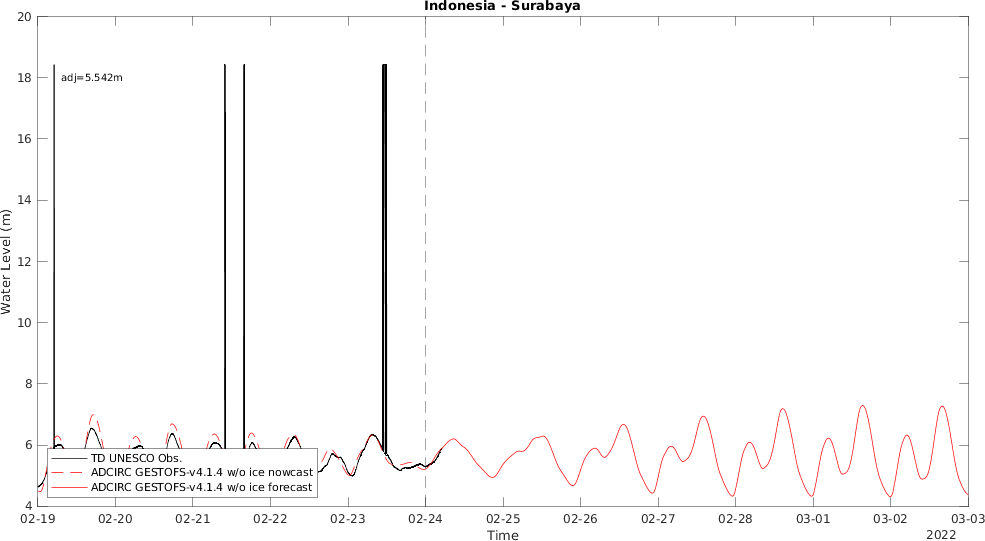 Indonesia - Surabaya
20
18
16
14
12
10
8
6
4
Water Level (m)
adj=5.542m
TD UNESCO Obs.
ADCIRC GESTOFS-v4.1.4 w/o ice nowcast
ADCIRC GESTOFS-v4.1.4 w/o ice forecast
02-19 02-20 02-21 02-22 02-23 02-24 02-25 02-26 02-27 02-28 03-01 03-02 03-03
Time
2022